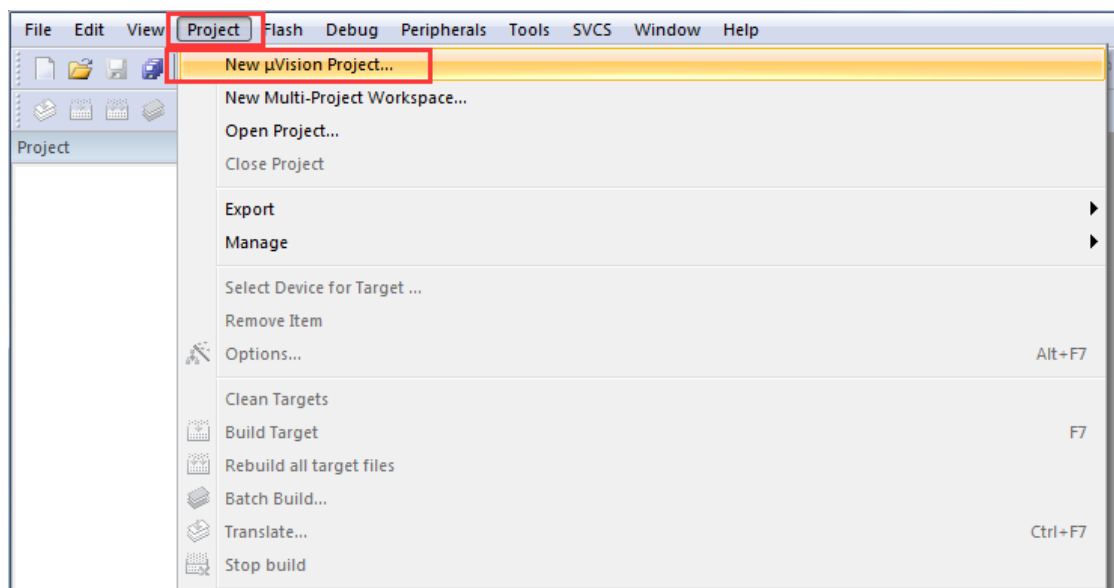 File Edit View Project Flash Debug Peripherals Tools SVCS Window Help
New µVision Project...
New Multi-Project Workspace...
Open Project...
Project
Close Project
Export
Manage
Select Device for Target ...
Remove Item
Options... Alt+F7
Clean Targets
Build Target F7
Rebuild all target files
Batch Build...
Translate... Ctrl+F7
Stop build